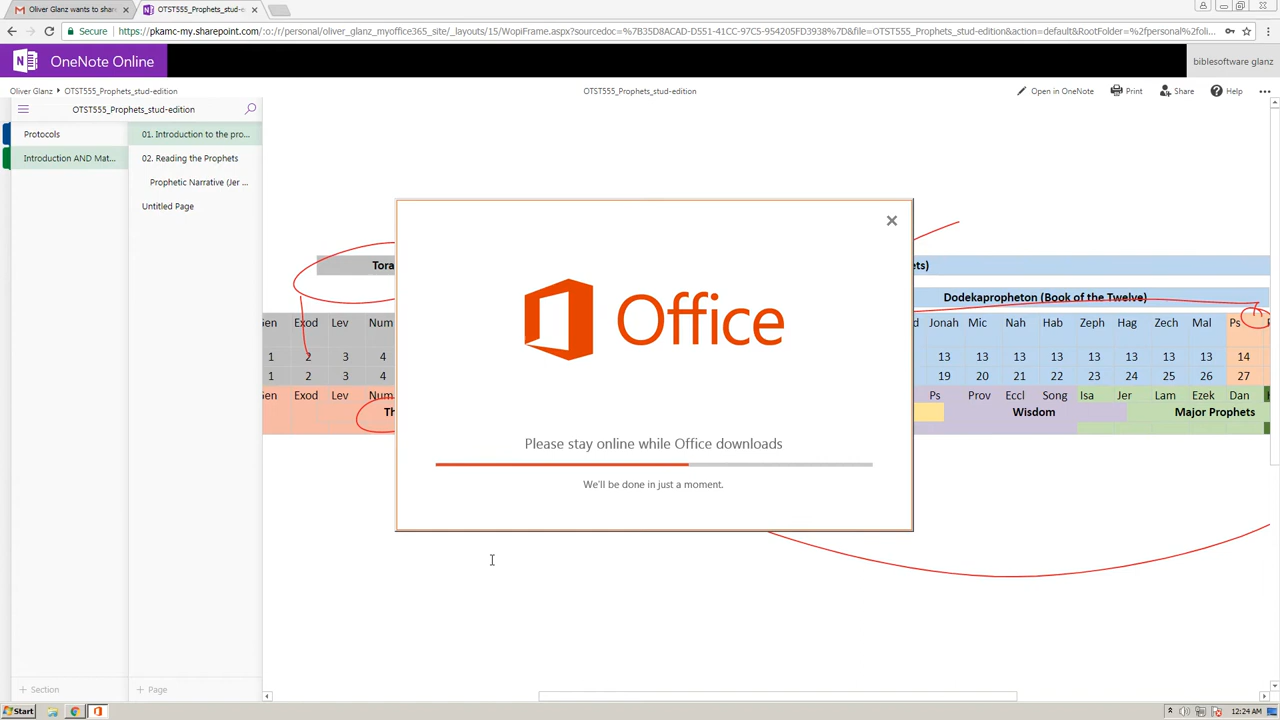 Oliver Glanz wants to shar
OTST555_Prophets_stud-e
Secure
https://pkamc-my.sharepoint.com/:o:/r/personal/oliver_glanz_myoffice365_site/_layouts/15/WopiFrame.aspx?sourcedoc=%7B35D8ACAD-D551-41CC-97C5-954205FD3938%7D&file=OTST555_Prophets_stud-edition&action=default&RootFolder=%2fpersonal%2foli...
OneNote Online
biblesoftware glanz
Oliver Glanz ▸ OTST555_Prophets_stud-edition
OTST555_Prophets_stud-edition
Open in OneNote
Print
Share
Help
OTST555_Prophets_stud-edition
Protocols
Introduction AND Mat...
01. Introduction to the pro...
02. Reading the Prophets
Prophetic Narrative (Jer ...
Untitled Page
Office
Please stay online while Office downloads
We'll be done in just a moment.
Tora
ets)
Dodekapropheton (Book of the Twelve)
Gen Exod Lev Num
d Jonah Mic Nah Hab Zeph Hag Zech Mal Ps
1 2 3 4
13 13 13 13 13 13 13 13 14
1 2 3 4
19 20 21 22 23 24 25 26 27
Gen Exod Lev Num
Ps Prov Eccl Song Isa Jer Lam Ezek Dan
Th
Wisdom Major Prophets
+ Section
+ Page
Start
12:24 AM